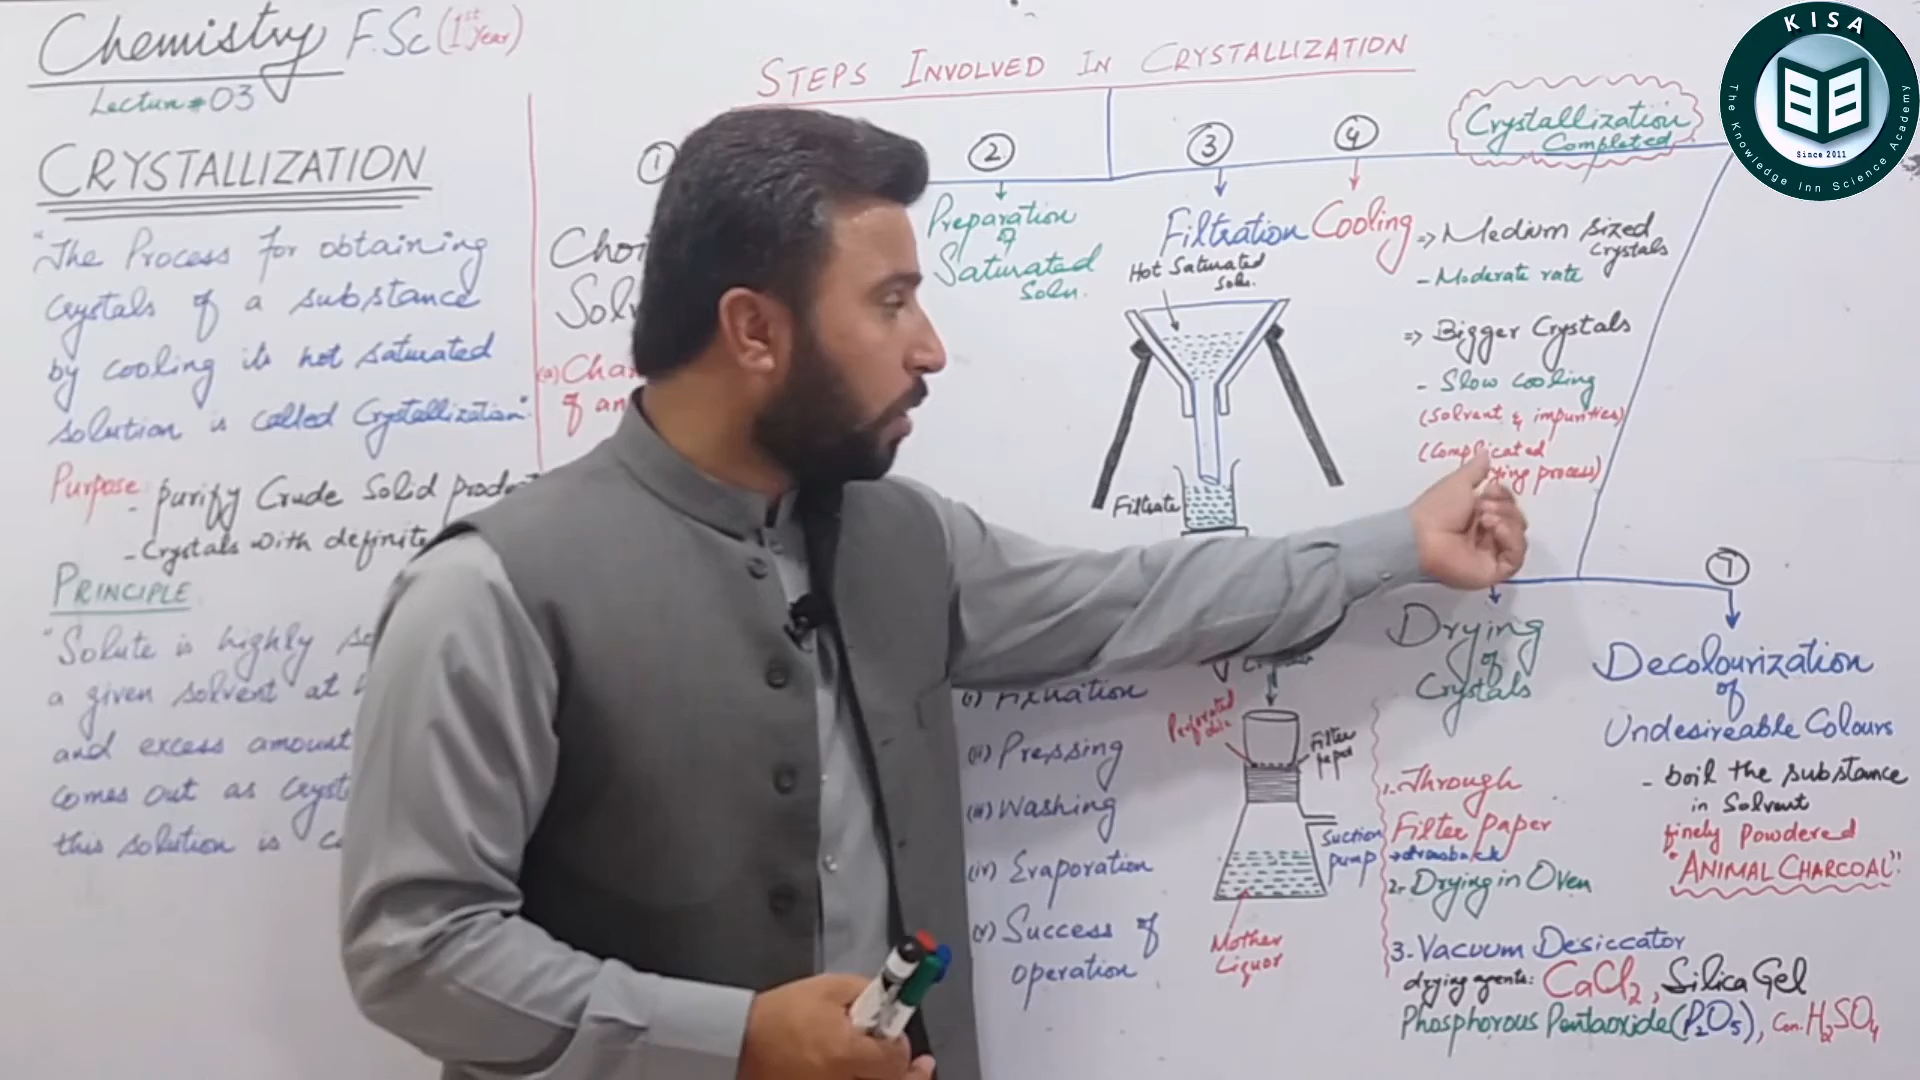 Chemistry F.Sc (1st Year)
Lecture # 03
CRYSTALLIZATION
"The Process for obtaining
Crystals of a substance
by cooling its hot saturated
solution is called Crystallization"
Purpose: - purify Crude Solid
- Crystals with definite
PRINCIPLE
"Solute is highly
a given solvent at
and excess amount
comes out as
this solution is
STEPS INVOLVED IN CRYSTALLIZATION
1
(a)
of an
2
Preparation
of
Saturated
Soln.
3
Filtration
Hot Saturated
Soln.
Filtrate
4
Cooling
Crystallization
Completed
=> Medium Sized
Crystals
- Moderate rate
=> Bigger Crystals
- Slow cooling
(Solvent & impurities)
(Complicated
process)
(ii) Pressing
(iii) Washing
(iv) Evaporation
(v) Success of
operation
Perforated
disc
Filter
paper
Suction
pump
Mother
Liquor
Drying
of
Crystals
1. Through
Filter paper
→ drawback
2. Drying in Oven
3. Vacuum Desiccator
drying agents: CaCl2, Silica Gel
Phosphorous Pentaoxide (P2O5), Con. H2SO4
7
Decolourization
of
Undesireable Colours
- boil the substance
in Solvent
finely powdered
"ANIMAL CHARCOAL"
KISA
The Knowledge Inn Science Academy
Since 2011